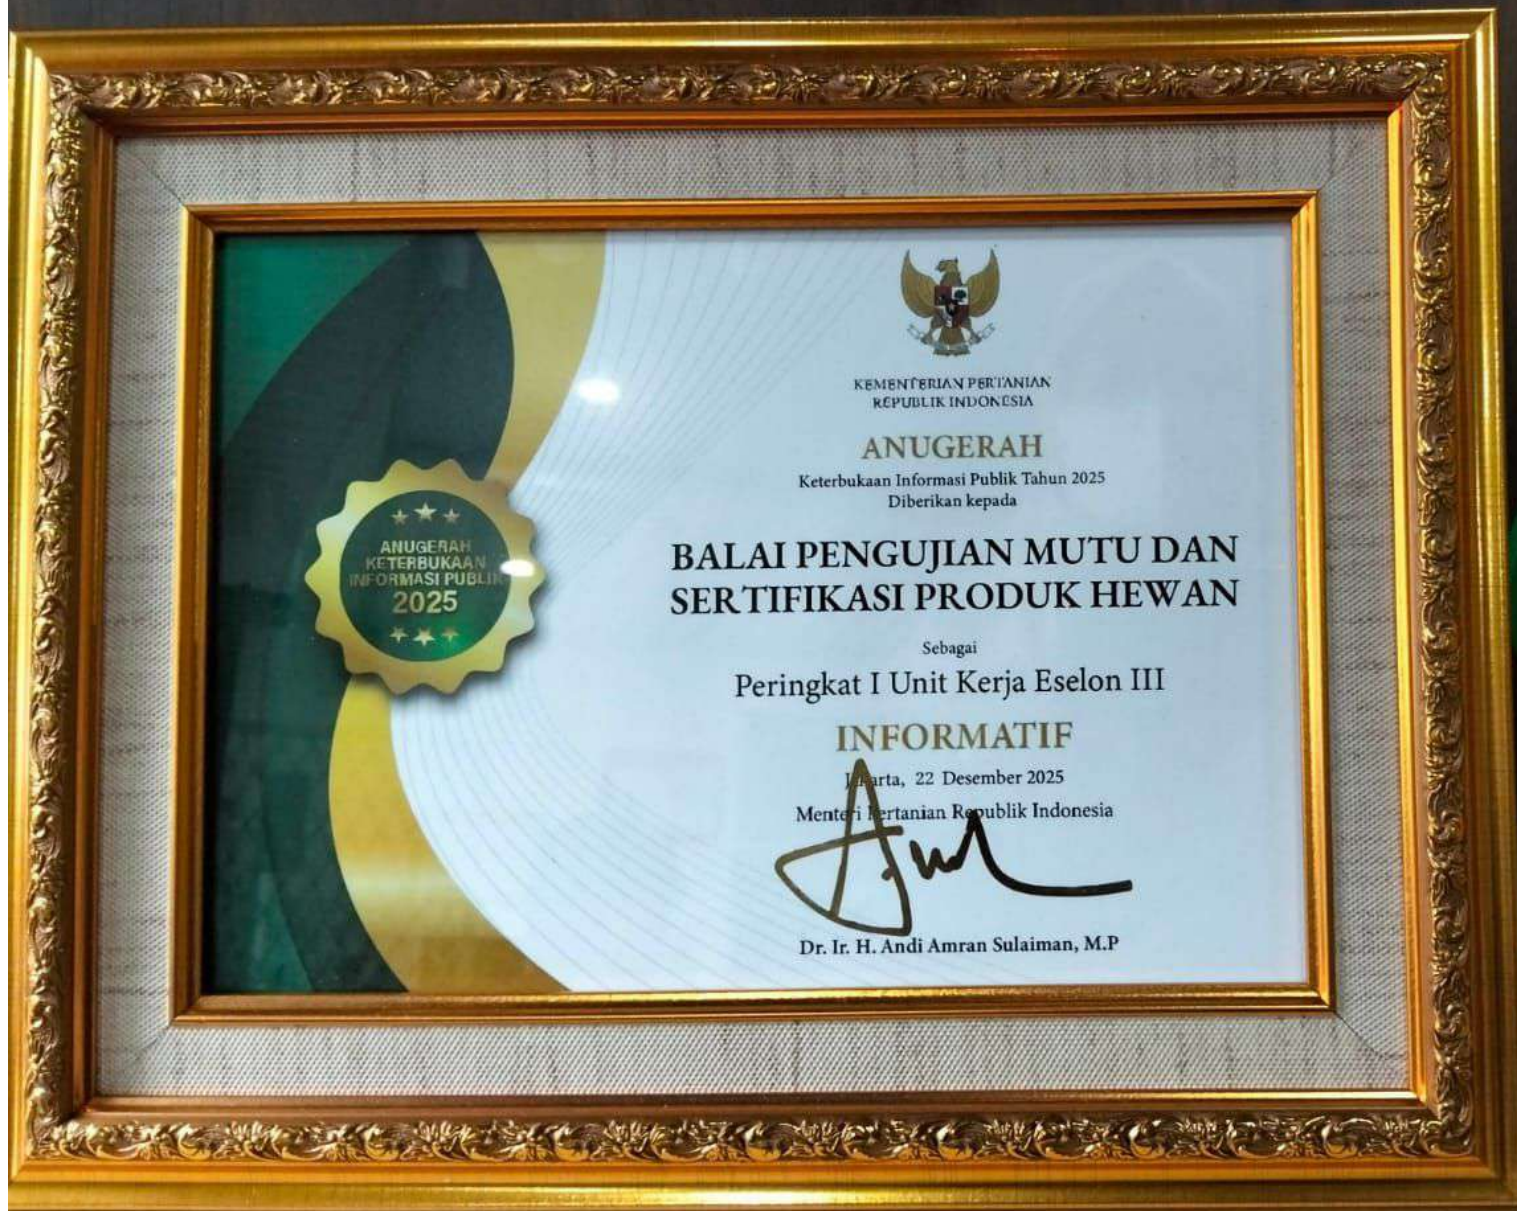 KEMENTERIAN PERTANIAN
REPUBLIK INDONESIA
ANUGERAH
Keterbukaan Informasi Publik Tahun 2025
Diberikan kepada
BALAI PENGUJIAN MUTU DAN
SERTIFIKASI PRODUK HEWAN
Sebagai
Peringkat I Unit Kerja Eselon III
INFORMATIF
Jakarta, 22 Desember 2025
Menteri Pertanian Republik Indonesia
Dr. Ir. H. Andi Amran Sulaiman, M.P
ANUGERAH
KETERBUKAAN
INFORMASI PUBLIK
2025